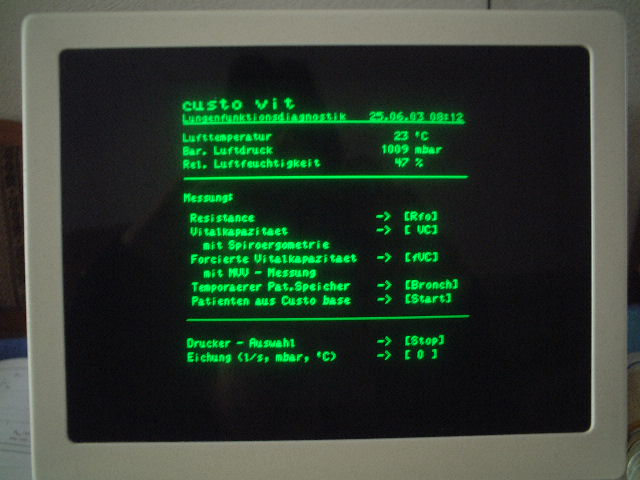 custo vit
Lungenfunktionsdiagnostik 25.06.03 08:12
Lufttemperatur 23 °C
Bar. Luftdruck 1009 mbar
Rel. Luftfeuchtigkeit 47 %
Messung:
Resistance -> [Rfo]
Vitalkapazitaet -> [ VC]
mit Spiroergometrie
Forcierte Vitalkapazitaet -> [fVC]
mit MVV - Messung
Temporaerer Pat.Speicher -> [Bronch]
Patienten aus Custo base -> [Start]
Drucker - Auswahl -> [Stop]
Eichung (l/s, mbar, °C) -> [ 0 ]